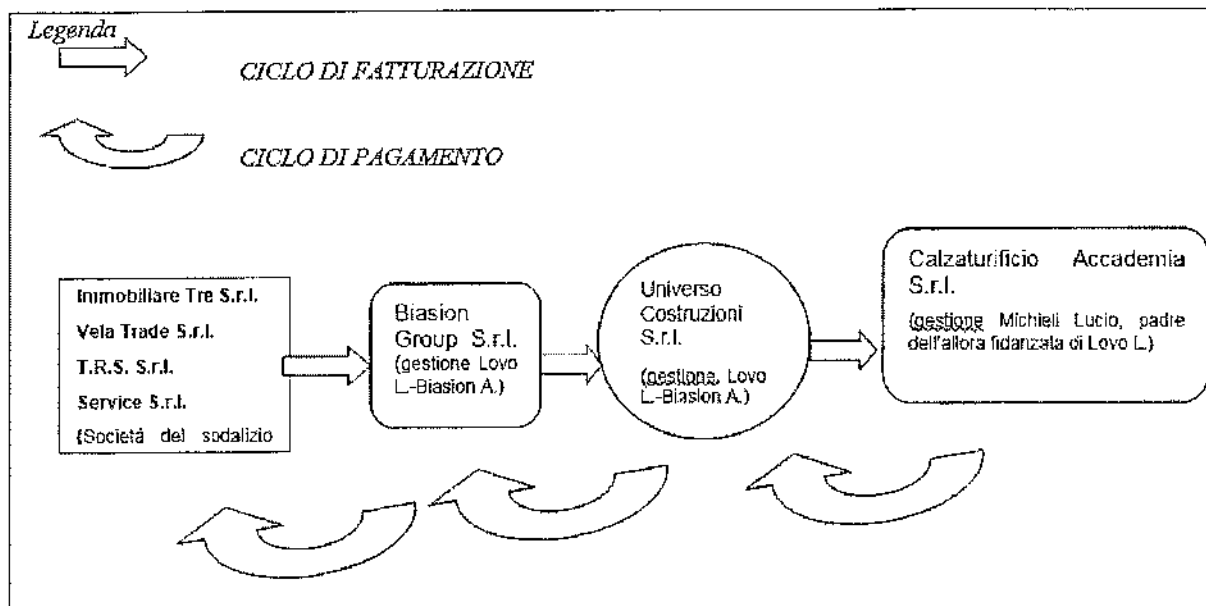 Legenda
CICLO DI FATTURAZIONE
CICLO DI PAGAMENTO
Immobiliare Tre S.r.l.
Vela Trade S.r.l.
T.R.S. S.r.l.
Service S.r.l.
(Società del sodalizio
Biasion
Group S.r.l.
(gestione Lovo
L.-Biasion A.)
Universo
Costruzioni
S.r.l.
(gestione, Lovo
L.-Biasion A.)
Calzaturificio Accademia
S.r.l.
(gestione Michieli Lucio, padre
dell'allora fidanzata di Lovo L.)